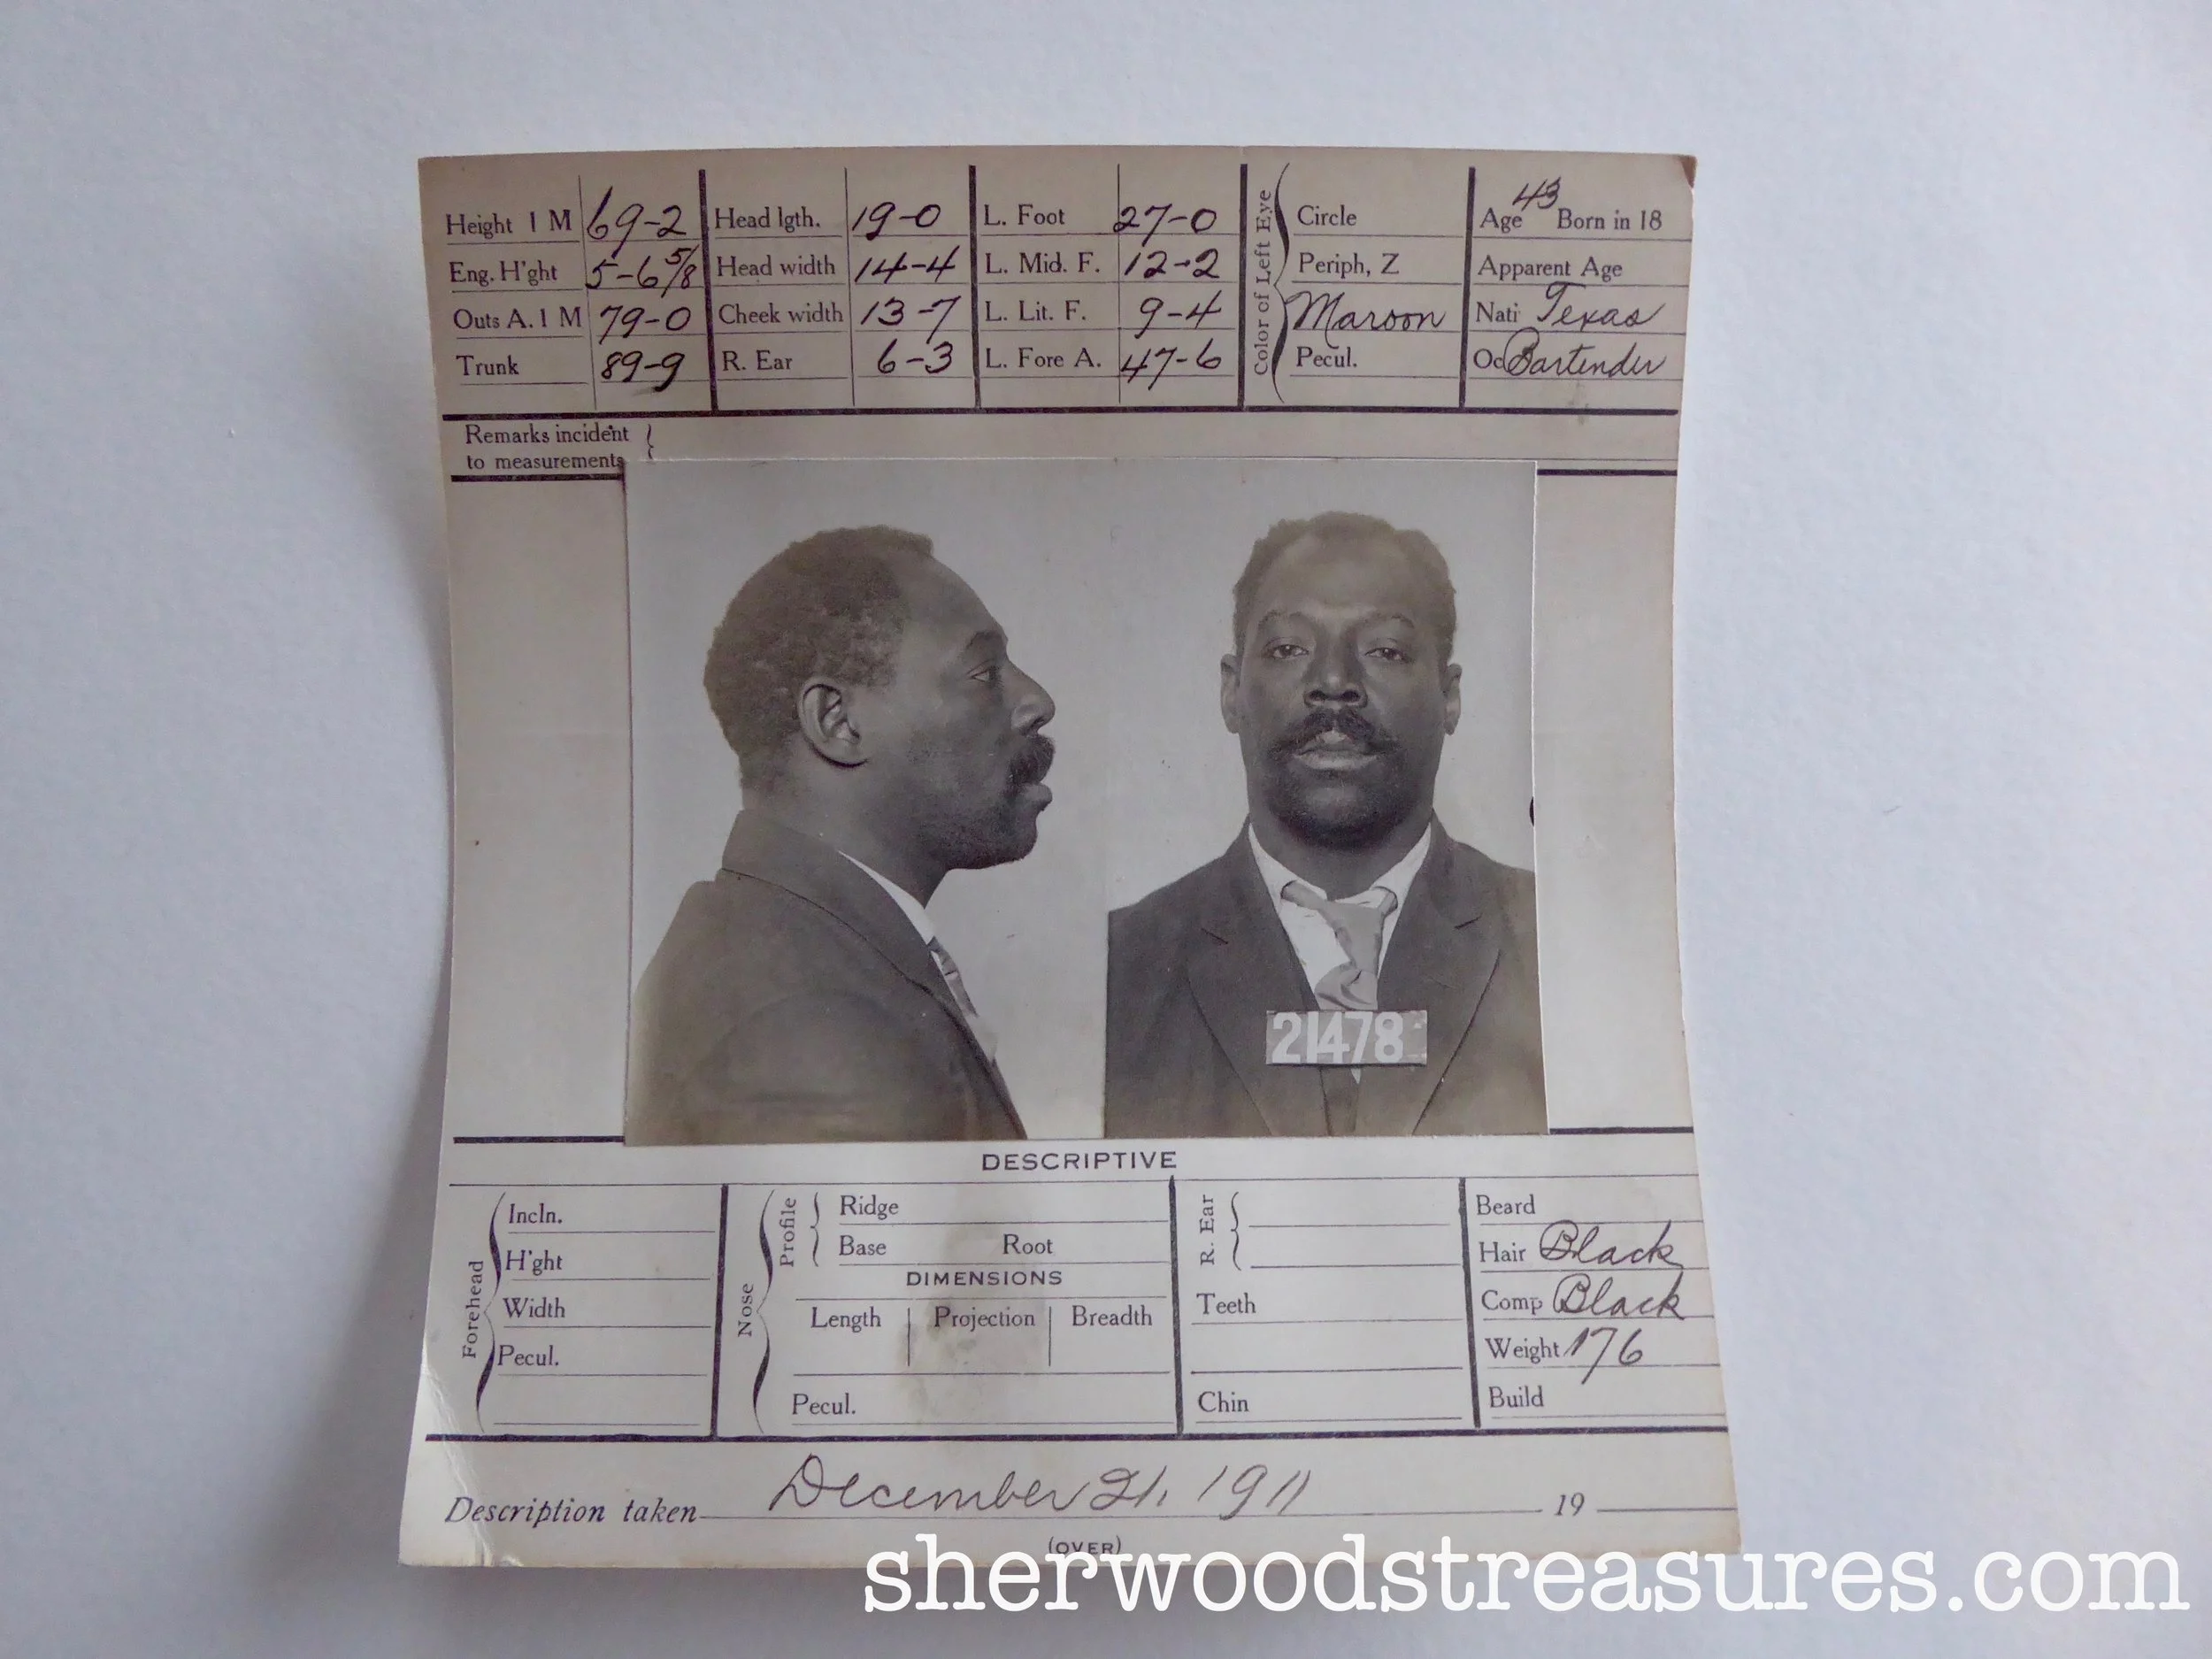 Height 1 M 69-2 Head lgth. 19-0 L. Foot 27-0 Circle Age 43 Born in 18
Eng. H'ght 5-6 5/8 Head width 14-4 L. Mid. F. 12-2 Periph, Z Apparent Age
Outs A. 1 M 79-0 Cheek width 13-7 L. Lit. F. 9-4 Maroon Nati Texas
Trunk 89-9 R. Ear 6-3 L. Fore A. 47-6 Pecul. Oc Bartender
Color of Left Eye
Remarks incident
to measurements
21478
DESCRIPTIVE
Forehead
Incln.
H'ght
Width
Pecul.
Nose
Profile
Ridge
Base Root
DIMENSIONS
Length Projection Breadth
Pecul.
R. Ear
Teeth
Chin
Beard
Hair Black
Comp Black
Weight 176
Build
Description taken December 21, 1911 19
(OVER)
sherwoodstreasures.com